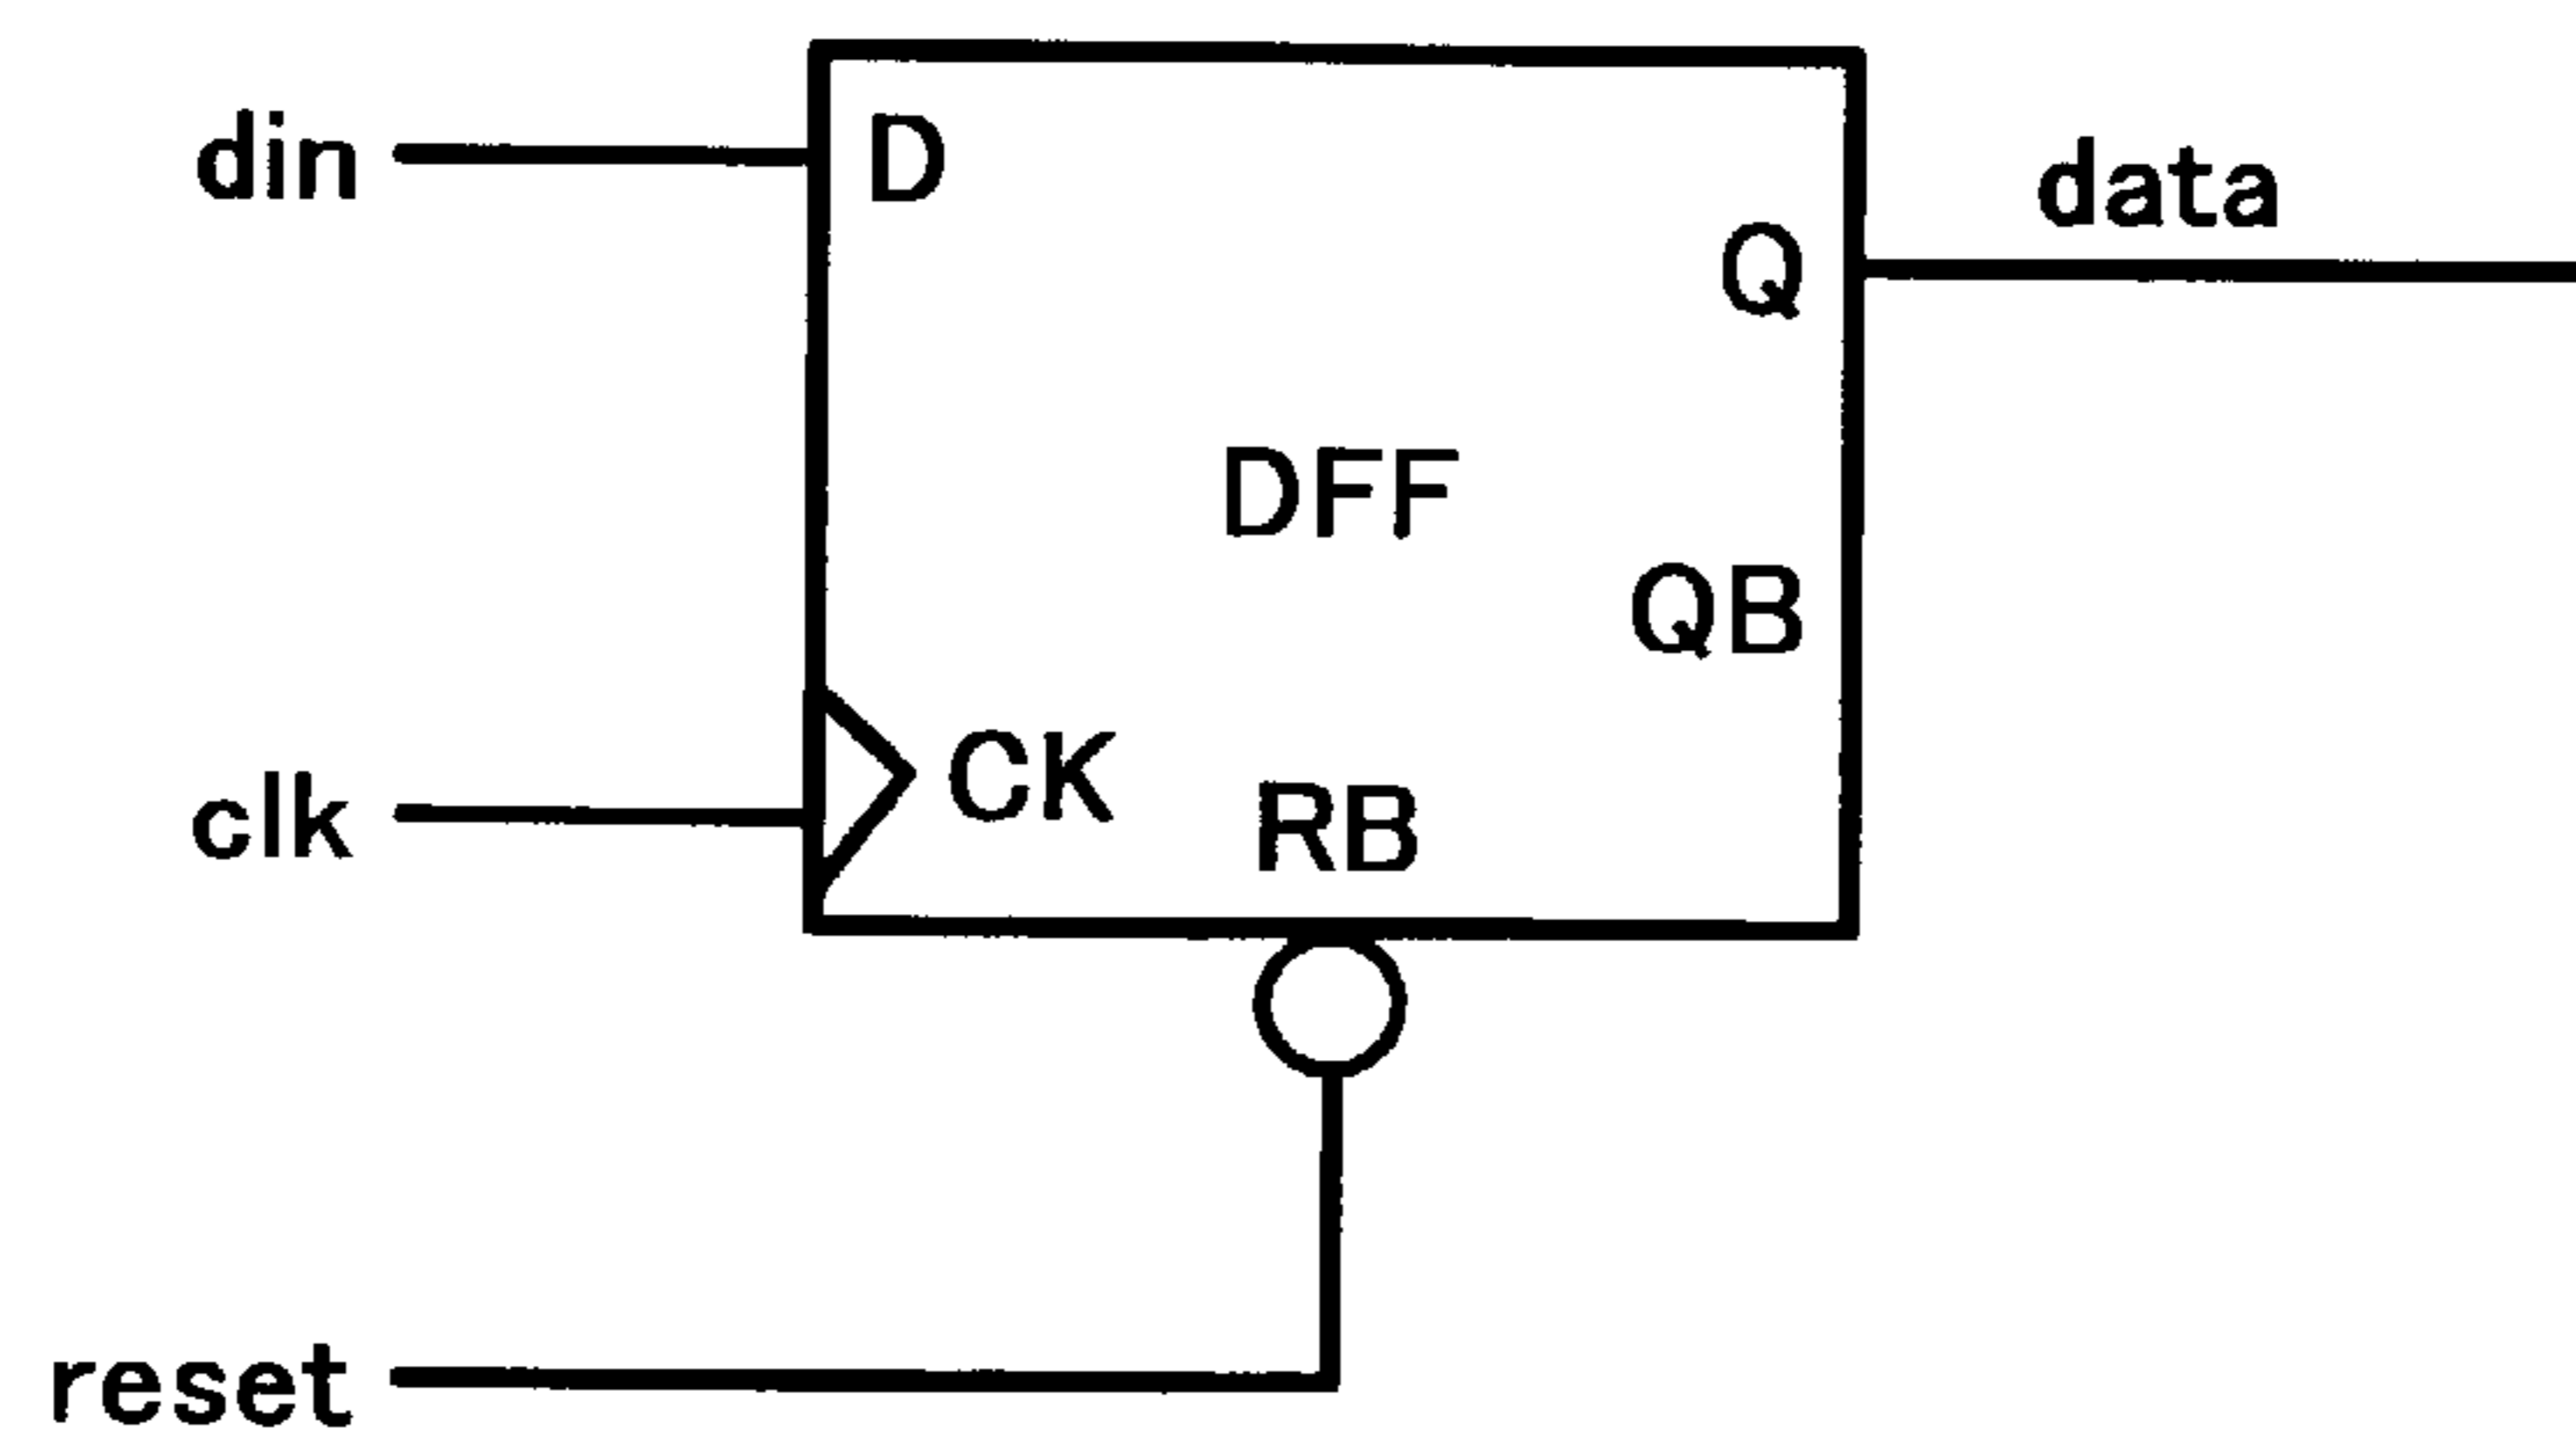 din
D
data
Q
DFF
QB
clk
CK
RB
reset